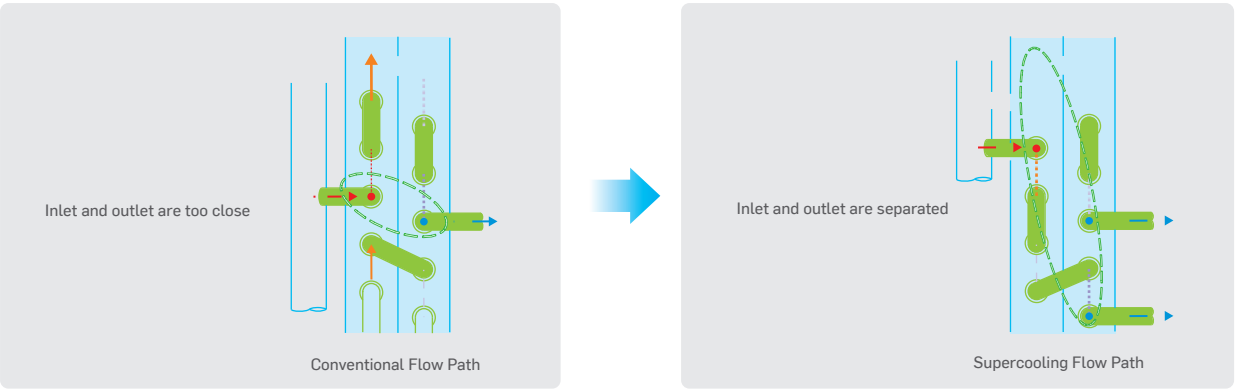 Inlet and outlet are too close
Conventional Flow Path
Inlet and outlet are separated
Supercooling Flow Path